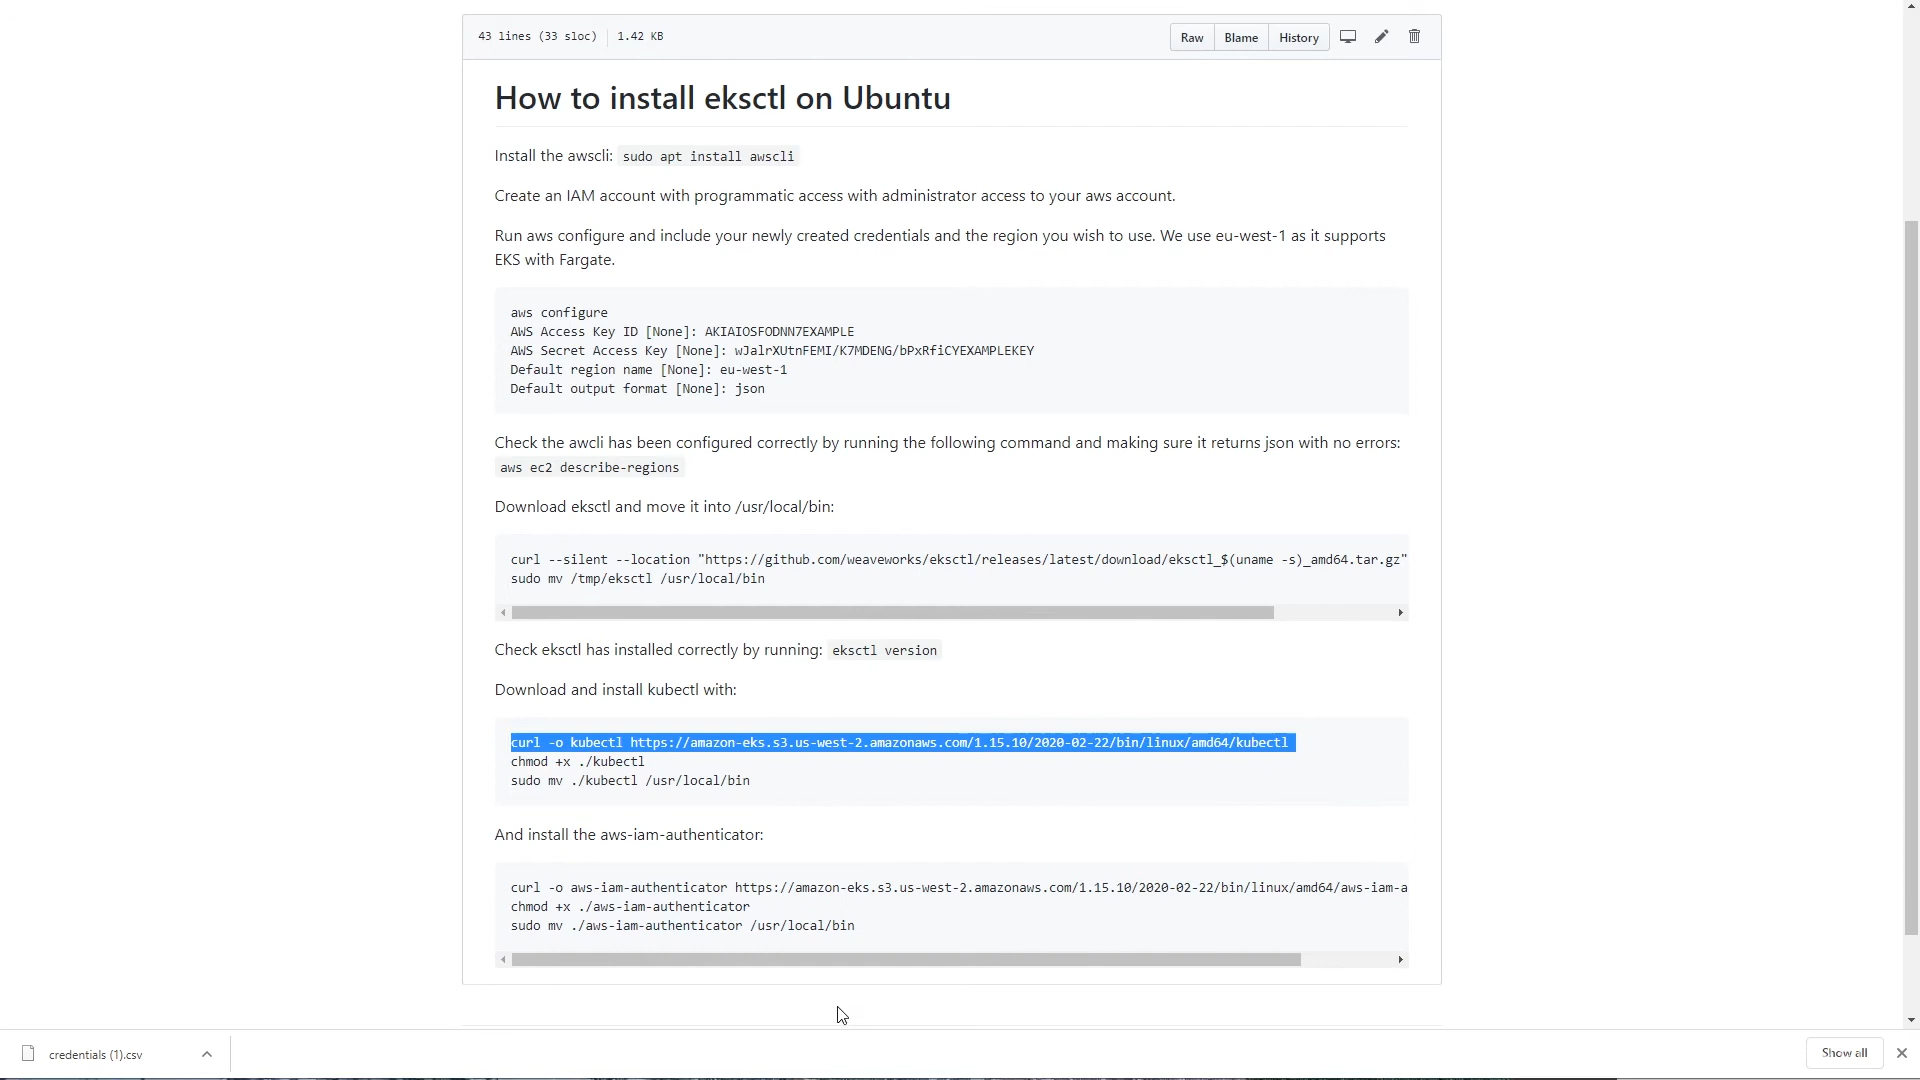 43 lines (33 sloc) 1.42 KB
Raw Blame History
How to install eksctl on Ubuntu
Install the awscli: sudo apt install awscli
Create an IAM account with programmatic access with administrator access to your aws account.
Run aws configure and include your newly created credentials and the region you wish to use. We use eu-west-1 as it supports
EKS with Fargate.
aws configure
AWS Access Key ID [None]: AKIAIOSFODNN7EXAMPLE
AWS Secret Access Key [None]: wJalrXUtnFEMI/K7MDENG/bPxRfiCYEXAMPLEKEY
Default region name [None]: eu-west-1
Default output format [None]: json
Check the awcli has been configured correctly by running the following command and making sure it returns json with no errors:
aws ec2 describe-regions
Download eksctl and move it into /usr/local/bin:
curl --silent --location "https://github.com/weaveworks/eksctl/releases/latest/download/eksctl_$(uname -s)_amd64.tar.gz"
sudo mv /tmp/eksctl /usr/local/bin
Check eksctl has installed correctly by running: eksctl version
Download and install kubectl with:
curl -o kubectl https://amazon-eks.s3.us-west-2.amazonaws.com/1.15.10/2020-02-22/bin/linux/amd64/kubectl
chmod +x ./kubectl
sudo mv ./kubectl /usr/local/bin
And install the aws-iam-authenticator:
curl -o aws-iam-authenticator https://amazon-eks.s3.us-west-2.amazonaws.com/1.15.10/2020-02-22/bin/linux/amd64/aws-iam-a
chmod +x ./aws-iam-authenticator
sudo mv ./aws-iam-authenticator /usr/local/bin
credentials (1).csv
Show all